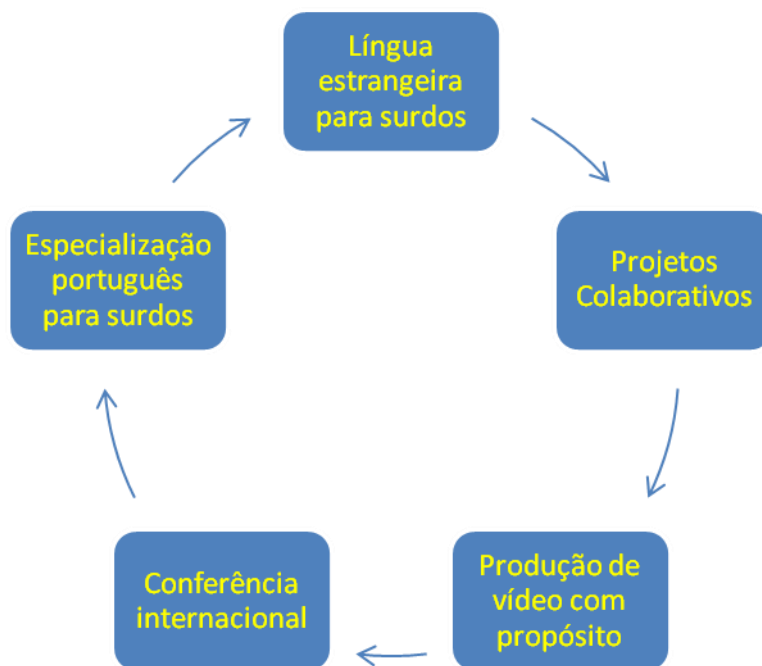 Língua
estrangeira
para surdos
Projetos
Colaborativos
Produção de
vídeo com
propósito
Conferência
internacional
Especialização
português
para surdos